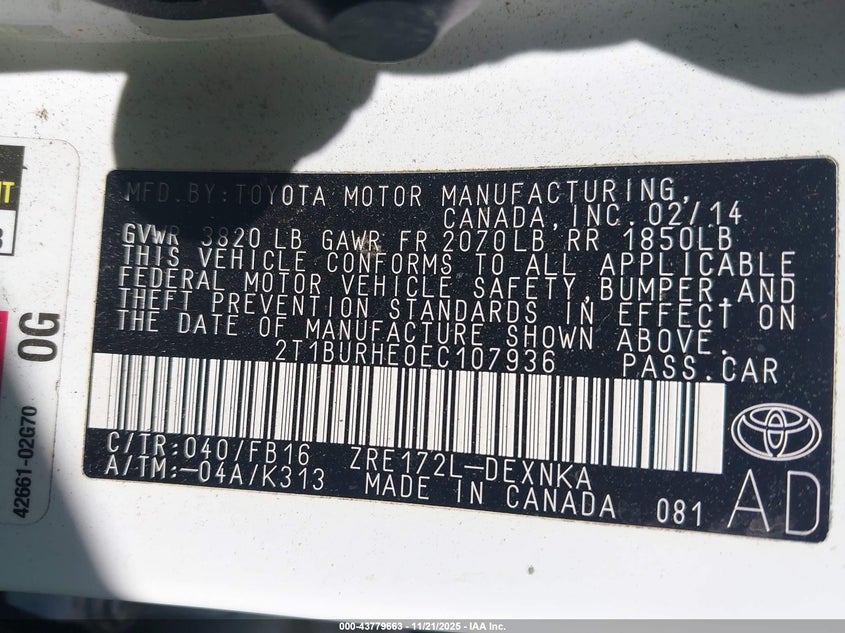 MFD.BY:TOYOTA MOTOR MANUFACTURING,
CANADA,INC.02/14
GVWR 3820LB GAWR FR 2070LB RR 1850LB
THIS VEHICLE CONFORMS TO ALL APPLICABLE
FEDERAL MOTOR VEHICLE SAFETY,BUMPER,AND
THEFT PREVENTION STANDARDS IN EFFECT ON
THE DATE OF MANUFACTURE SHOWN ABOVE.
2T1BURHE0EC107936 PASS.CAR
C/TR:040/FB16 ZRE172L-DEXNKA
A/TM:-04A/K313 MADE IN CANADA 081
AD
0G
42661-02G70
000-43779663 - 11/21/2025 - IAA Inc.